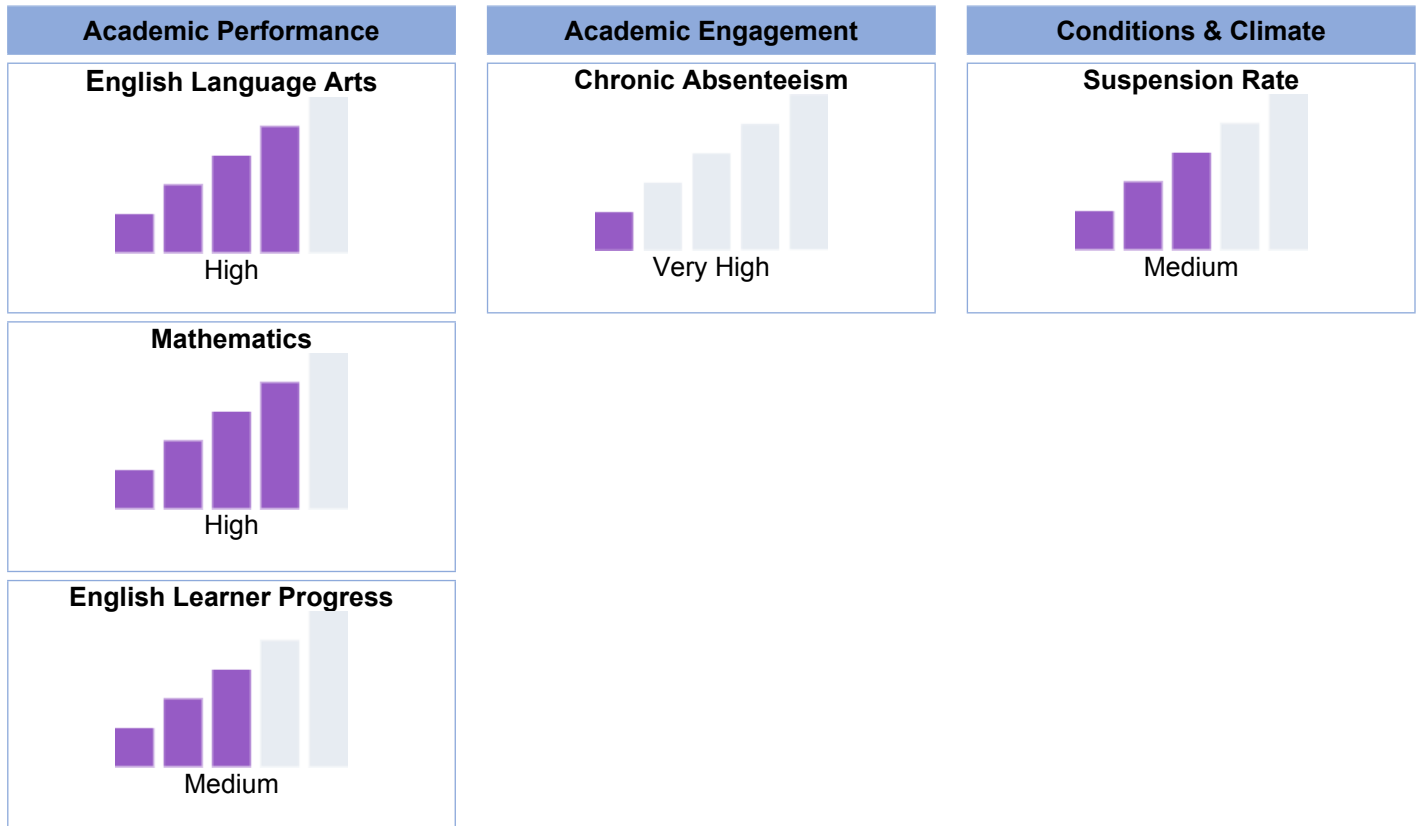 Academic Performance
Academic Engagement
Conditions & Climate
English Language Arts
High
Chronic Absenteeism
Very High
Suspension Rate
Medium
Mathematics
High
English Learner Progress
Medium